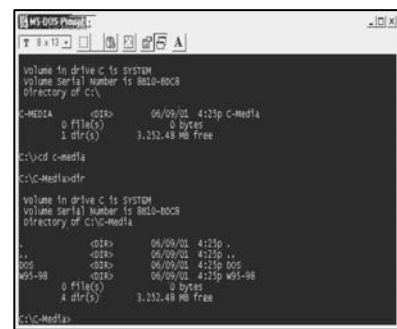 MS-DOS Prompt
T 8 x 13 A
Volume in drive C is SYSTEM
Volume Serial Number is 8810-BDC8
Directory of C:\
C-MEDIA <DIR> 06/09/01 4:25p C-Media
0 file(s) 0 bytes
1 dir(s) 3.252.48 MB free
C:\>cd c-media
C:\C-Media>dir
Volume in drive C is SYSTEM
Volume Serial Number is 8810-BDC8
Directory of C:\C-Media
. <DIR> 06/09/01 4:25p .
.. <DIR> 06/09/01 4:25p ..
DOS <DIR> 06/09/01 4:25p DOS
W95-98 <DIR> 06/09/01 4:25p W95-98
0 file(s) 0 bytes
4 dir(s) 3.252.48 MB free
C:\C-Media>